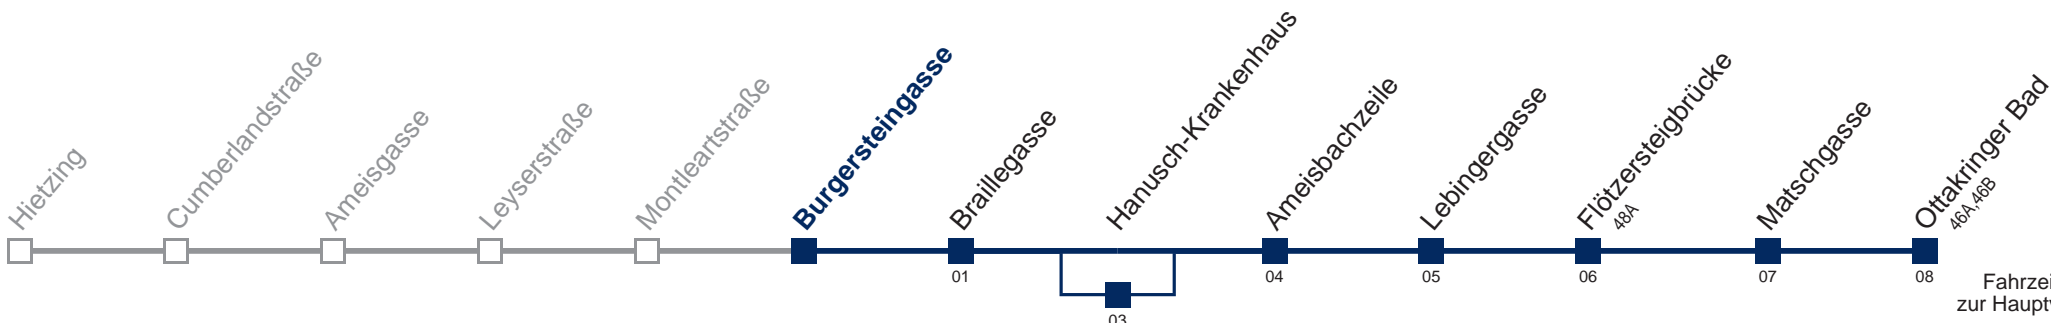 Hietzing
Cumberlandstraße
Ameisgasse
Leyserstraße
Montleartstraße
Burgersteingasse
Braillegasse
Hanusch-Krankenhaus
Ameisbachzeile
Lebingergasse
Flötzersteigbrücke
48A
Matschgasse
Ottakringer Bad
46A,46B
01
03
04
05
06
07
08
zur